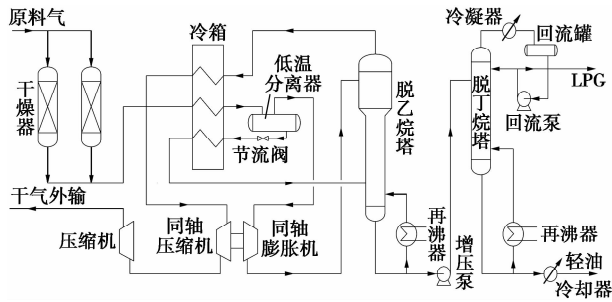 原料气
干燥器
冷箱
低温
分离器
节流阀
脱乙烷塔
冷凝器
回流罐
LPG
回流泵
脱丁烷塔
干气外输
压缩机
同轴
压缩机
同轴
膨胀机
再沸器
增压泵
再沸器
轻油
冷却器